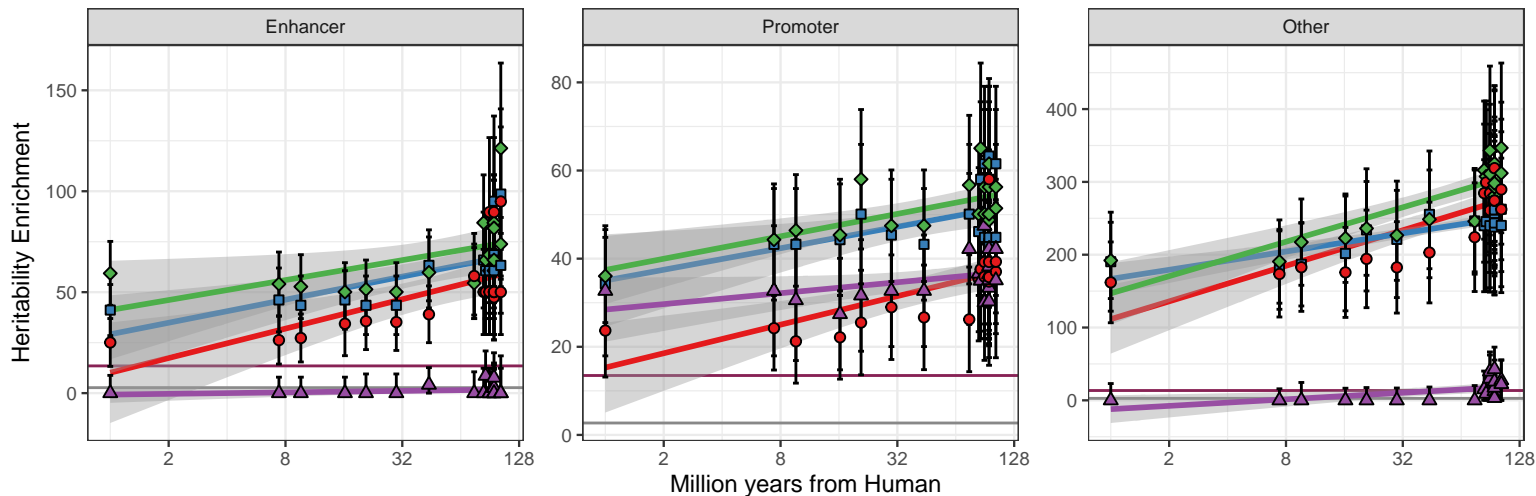 Enhancer
Promoter
Other
Heritability Enrichment
150
100
50
0
80
60
40
20
0
400
300
200
100
0
2 8 32 128
2 8 32 128
2 8 32 128
Million years from Human